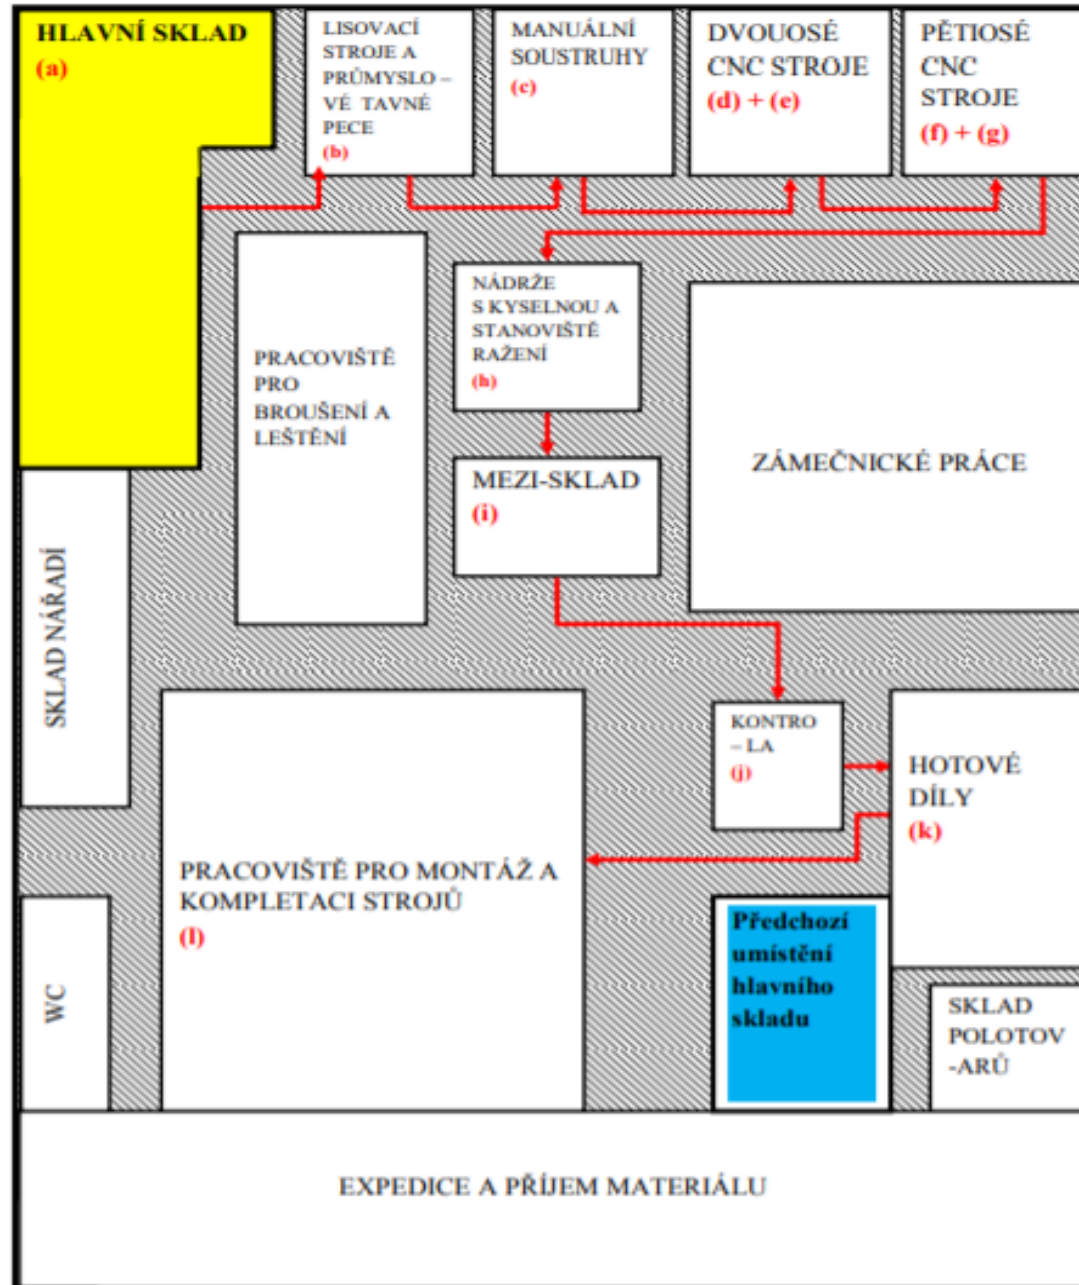 HLAVNÍ SKLAD
(a)
LISOVACÍ
STROJE A
PRŮMYSLO –
VÉ TAVNÉ
PECE
(b)
MANUÁLNÍ
SOUSTRUHY
(c)
DVOUOSÉ
CNC STROJE
(d) + (e)
PĚTIOSÉ
CNC
STROJE
(f) + (g)
PRACOVIŠTĚ
PRO
BROUŠENÍ A
LEŠTĚNÍ
NÁDRŽE
S KYSELNOU A
STANOVIŠTĚ
RAŽENÍ
(h)
MEZI-SKLAD
(i)
ZÁMEČNICKÉ PRÁCE
SKLAD NÁŘADÍ
KONTRO
– LA
(j)
HOTOVÉ
DÍLY
(k)
PRACOVIŠTĚ PRO MONTÁŽ A
KOMPLETACI STROJŮ
(l)
WC
Předchozí
umístění
hlavního
skladu
SKLAD
POLOTOV
-ARŮ
EXPEDICE A PŘÍJEM MATERIÁLU